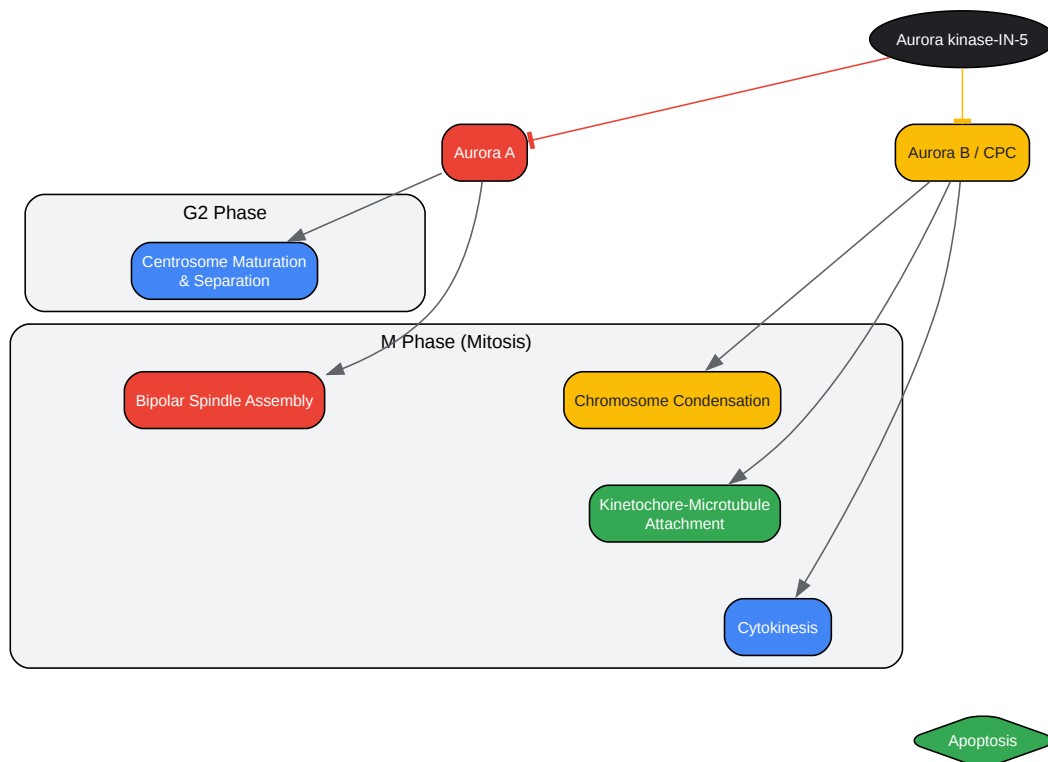 Aurora kinase-IN-5
Aurora A
Aurora B / CPC
G2 Phase
Centrosome Maturation
& Separation
M Phase (Mitosis)
Bipolar Spindle Assembly
Chromosome Condensation
Kinetochore-Microtubule
Attachment
Cytokinesis
Apoptosis